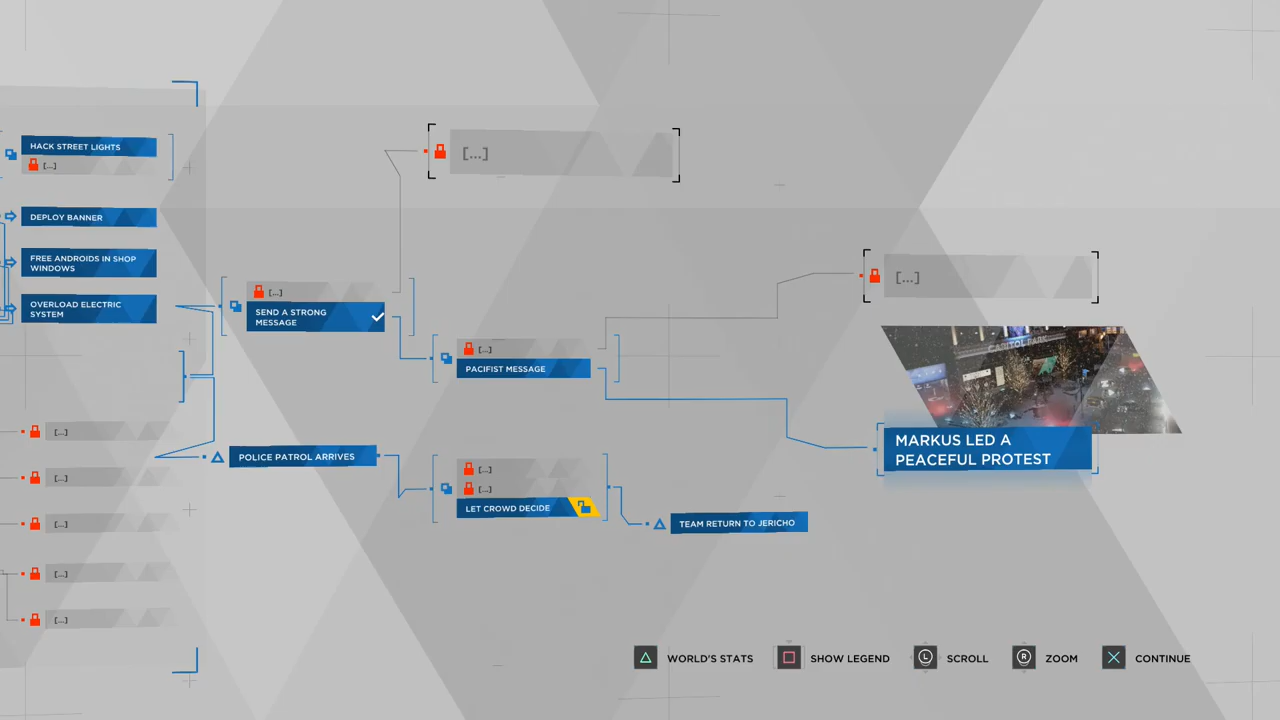 HACK STREET LIGHTS
[...]
DEPLOY BANNER
FREE ANDROIDS IN SHOP
WINDOWS
OVERLOAD ELECTRIC
SYSTEM
[...]
[...]
[...]
[...]
[...]
[...]
[...]
SEND A STRONG
MESSAGE
[...]
PACIFIST MESSAGE
POLICE PATROL ARRIVES
[...]
[...]
LET CROWD DECIDE
TEAM RETURN TO JERICHO
[...]
CAPITOL PARK
MARKUS LED A
PEACEFUL PROTEST
WORLD'S STATS
SHOW LEGEND
L
SCROLL
R
ZOOM
CONTINUE